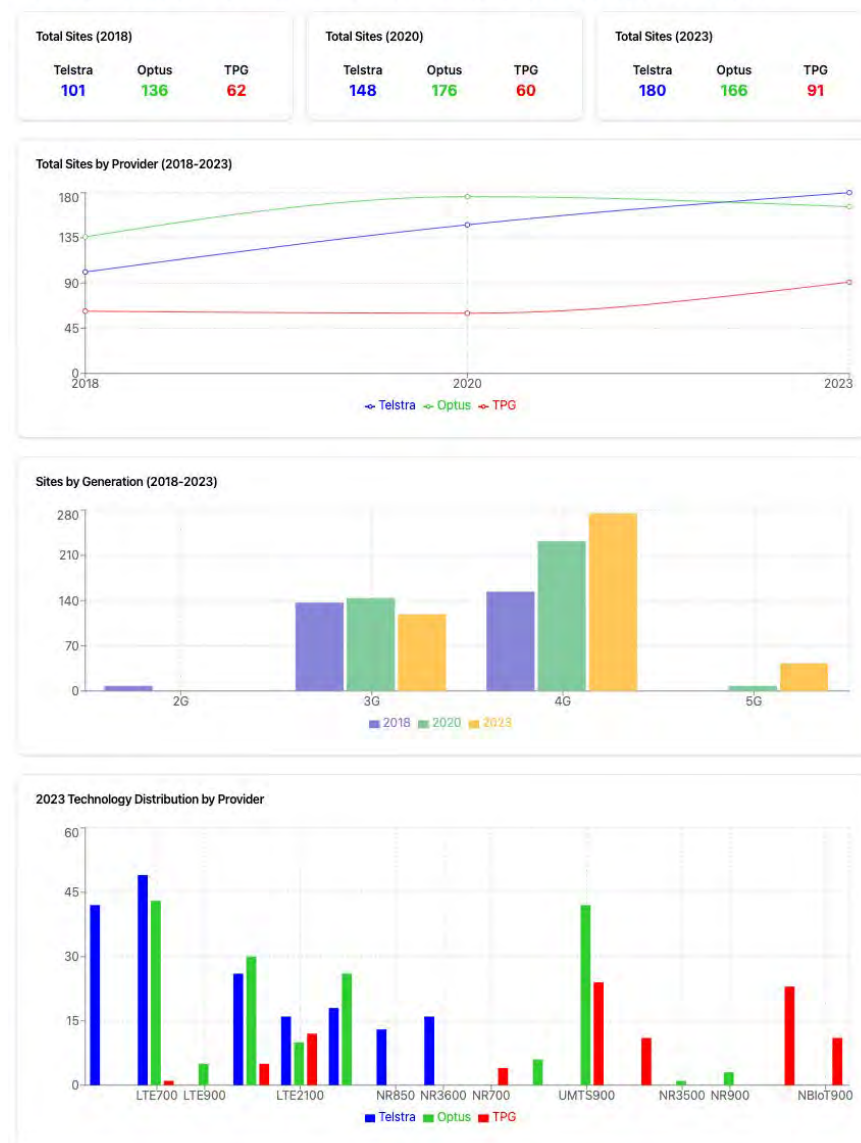 Total Sites (2018) Total Sites (2020) Total Sites (2023)
Telstra Optus TPG Telstra Optus TPG Telstra Optus TPG
101 136 62 148 176 60 180 166 91
Total Sites by Provider (2018-2023)
180
135
90
45
0
2018 2020 2023
Telstra Optus TPG
Sites by Generation (2018-2023)
280
210
140
70
0
2G 3G 4G 5G
2018 2020 2023
2023 Technology Distribution by Provider
60
45
30
15
0
LTE700 LTE900 LTE2100 NR850 NR3600 NR700 UMTS900 NR3500 NR900 NBIoT900
Telstra Optus TPG